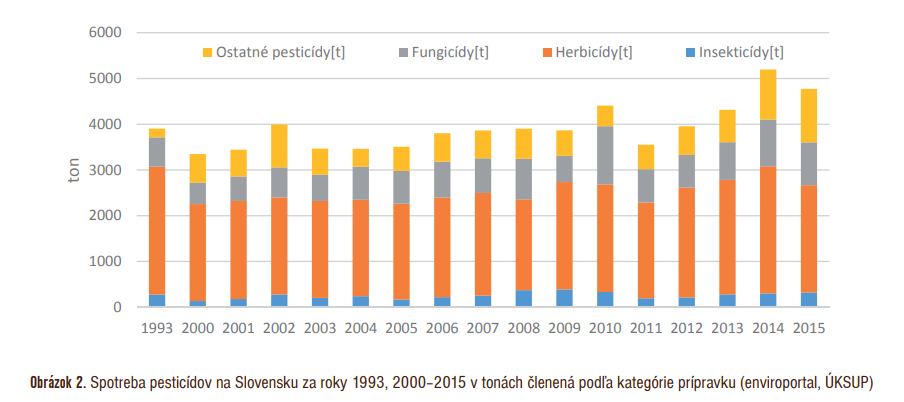 6000
Ostatné pesticídy[t] Fungicídy[t] Herbicídy[t] Insekticídy[t]
5000
4000
ton
3000
2000
1000
0
1993 2000 2001 2002 2003 2004 2005 2006 2007 2008 2009 2010 2011 2012 2013 2014 2015
Obrázok 2. Spotreba pesticídov na Slovensku za roky 1993, 2000–2015 v tonách členená podľa kategórie prípravku (enviroportal, ÚKSUP)